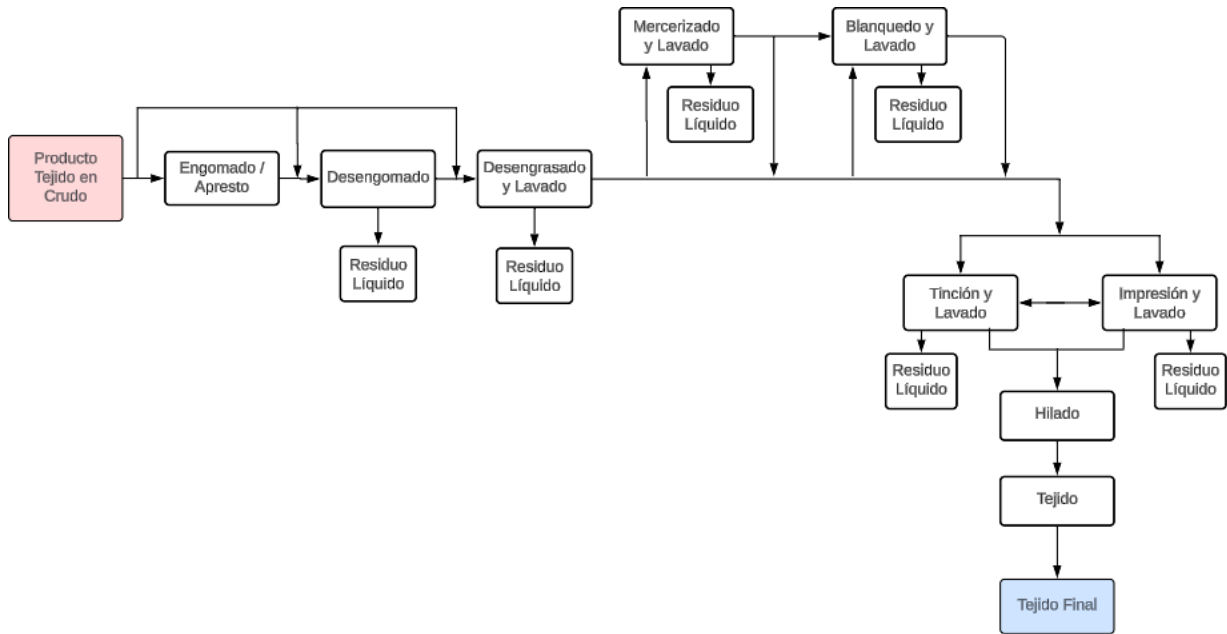 Mercerizado
y Lavado
Blanquedo y
Lavado
Residuo
Líquido
Residuo
Líquido
Producto
Tejido en
Crudo
Engomado /
Apresto
Desengomado
Desengrasado
y Lavado
Residuo
Líquido
Residuo
Líquido
Tinción y
Lavado
Impresión y
Lavado
Residuo
Líquido
Residuo
Líquido
Hilado
Tejido
Tejido Final